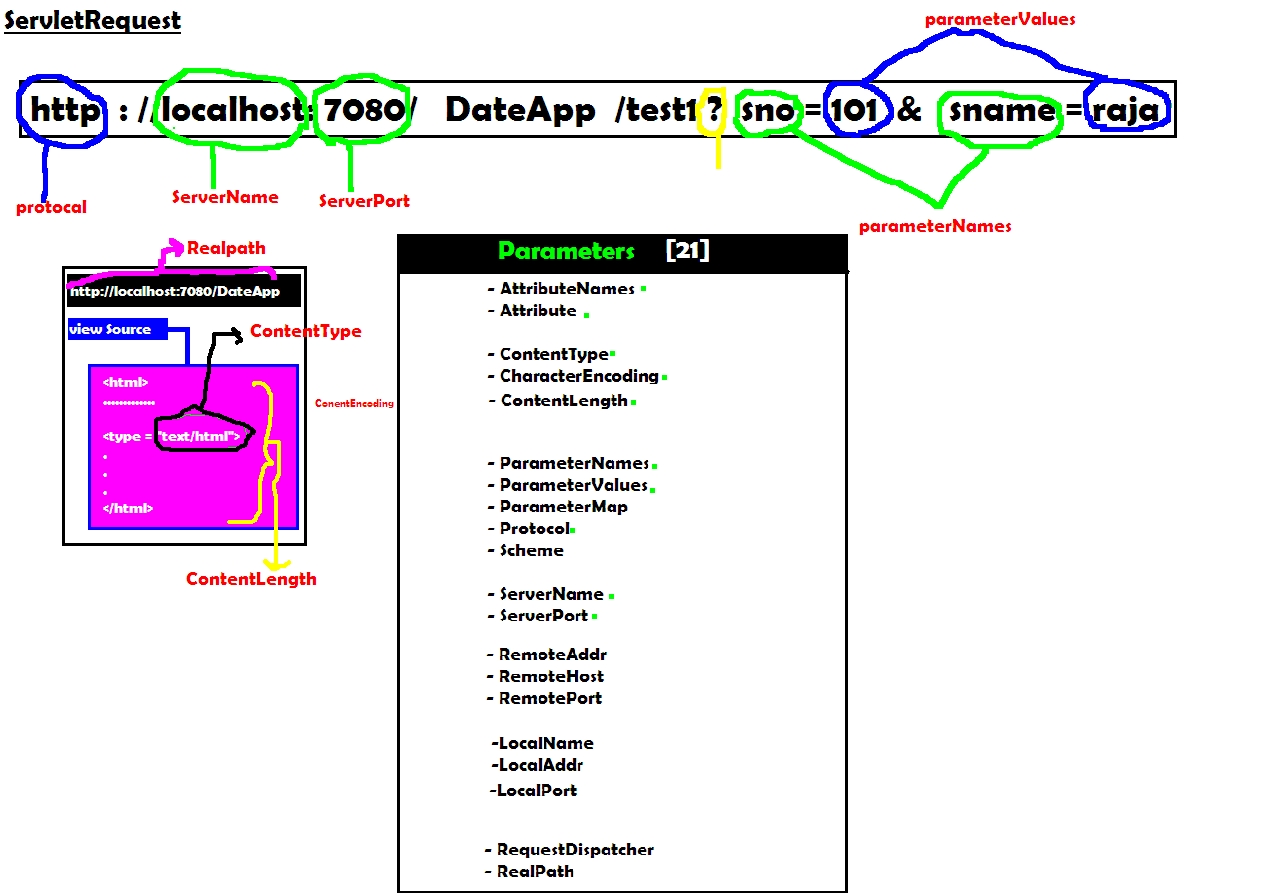 ServletRequest
parameterValues
http : // localhost: 7080/ DateApp /test1 ? sno = 101 & sname = raja
protocal
ServerName
ServerPort
parameterNames
Realpath
http://localhost:7080/DateApp
view Source
ContentType
<html>
.............
<type = "text/html">
.
.
.
</html>
ConentEncoding
ContentLength
Parameters [21]
- AttributeNames
- Attribute
- ContentType
- CharacterEncoding
- ContentLength
- ParameterNames
- ParameterValues
- ParameterMap
- Protocol
- Scheme
- ServerName
- ServerPort
- RemoteAddr
- RemoteHost
- RemotePort
-LocalName
-LocalAddr
-LocalPort
- RequestDispatcher
- RealPath